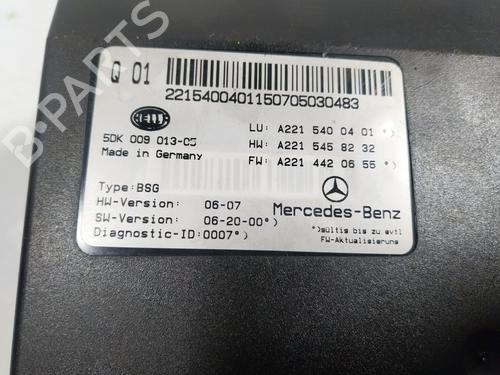 B-PARTS
Q 01
22154004011507050304​83
HELLA
5DK 009 013-05
Made in Germany
LU: A221 540 04 01 *)
HW: A221 545 82 32
FW: A221 442 06 55 *)
Type:BSG
HW-Version: 06-07
SW-Version: 06-20-00*)
Diagnostic-ID:0007*)
Mercedes-Benz
*)gültig bis zu evtl
FW-Aktualisierung